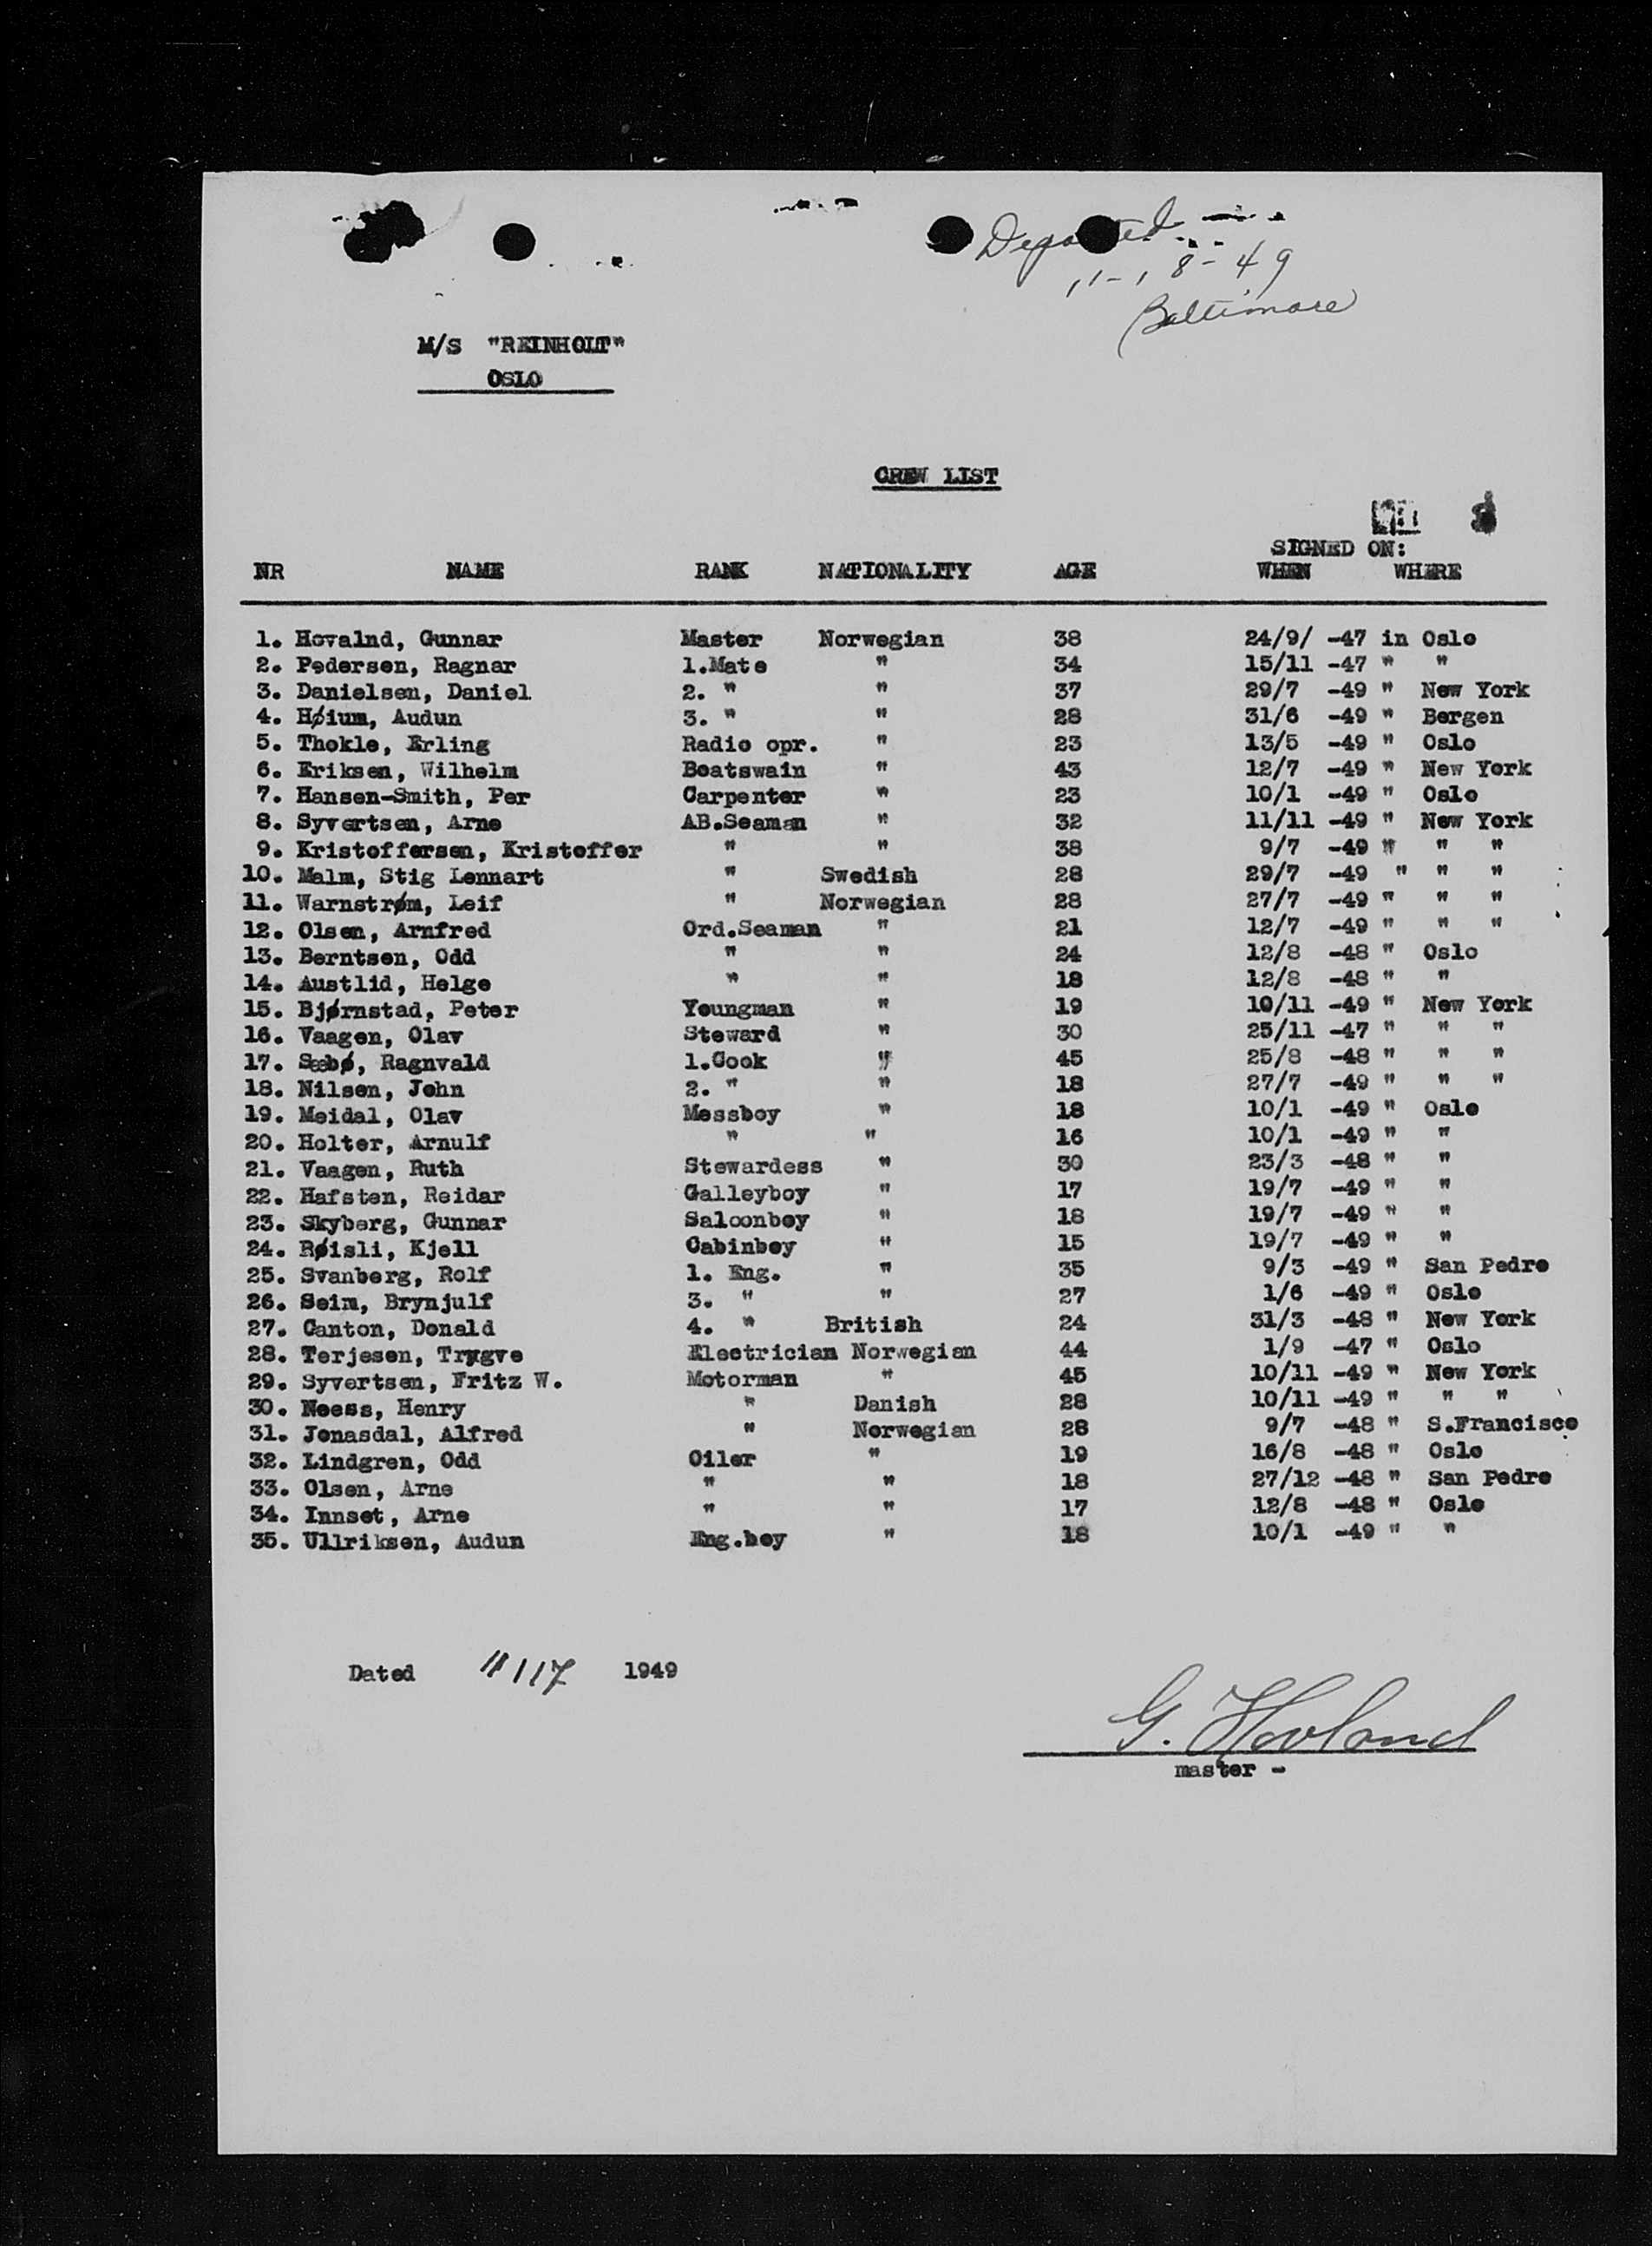 Departed
11-18-49
Baltimore
M/S "REINHOLT"
OSLO
CREW LIST
SIGNED ON:
NR NAME RANK NATIONALITY AGE WHEN WHERE
1. Hovalnd, Gunnar Master Norwegian 38 24/9/ -47 in Oslo
2. Pedersen, Ragnar 1.Mate " 34 15/11 -47 " "
3. Danielsen, Daniel 2. " " 37 29/7 -49 " New York
4. Høium, Audun 3. " " 28 31/6 -49 " Bergen
5. Thokle, Erling Radio opr. " 23 13/5 -49 " Oslo
6. Eriksen, Wilhelm Boatswain " 43 12/7 -49 " New York
7. Hansen-Smith, Per Carpenter " 23 10/1 -49 " Oslo
8. Syvertsen, Arne AB.Seaman " 32 11/11 -49 " New York
9. Kristoffersen, Kristoffer " " 38 9/7 -49 " " "
10. Malm, Stig Lennart " Swedish 28 29/7 -49 " " "
11. Warnstrøm, Leif " Norwegian 28 27/7 -49 " " "
12. Olsen, Arnfred Ord.Seaman " 21 12/7 -49 " " "
13. Berntsen, Odd " " 24 12/8 -48 " Oslo
14. Austlid, Helge " " 18 12/8 -48 " "
15. Bjørnstad, Peter Youngman " 19 10/11 -49 " New York
16. Vaagen, Olav Steward " 30 25/11 -47 " " "
17. Sæbø, Ragnvald 1.Cook " 45 25/8 -48 " " "
18. Nilsen, John 2. " " 18 27/7 -49 " " "
19. Meidal, Olav Messboy " 18 10/1 -49 " Oslo
20. Holter, Arnulf " " 16 10/1 -49 " "
21. Vaagen, Ruth Stewardess " 30 23/3 -48 " "
22. Hafsten, Reidar Galleyboy " 17 19/7 -49 " "
23. Skyberg, Gunnar Saloonboy " 18 19/7 -49 " "
24. Røisli, Kjell Cabinboy " 15 19/7 -49 " "
25. Svanberg, Rolf 1. Eng. " 35 9/3 -49 " San Pedro
26. Seim, Brynjulf 3. " " 27 1/6 -49 " Oslo
27. Canton, Donald 4. " British 24 31/3 -48 " New York
28. Terjesen, Trygve Electrician Norwegian 44 1/9 -47 " Oslo
29. Syvertsen, Fritz W. Motorman " 45 10/11 -49 " New York
30. Neess, Henry " Danish 28 10/11 -49 " " "
31. Jonasdal, Alfred " Norwegian 28 9/7 -48 " S.Francisco
32. Lindgren, Odd Oiler " 19 16/8 -48 " Oslo
33. Olsen, Arne " " 18 27/12 -48 " San Pedro
34. Innset, Arne " " 17 12/8 -48 " Oslo
35. Ullriksen, Audun Eng.boy " 18 10/1 -49 " "
Dated 11/17 1949
G. Hovland
master -